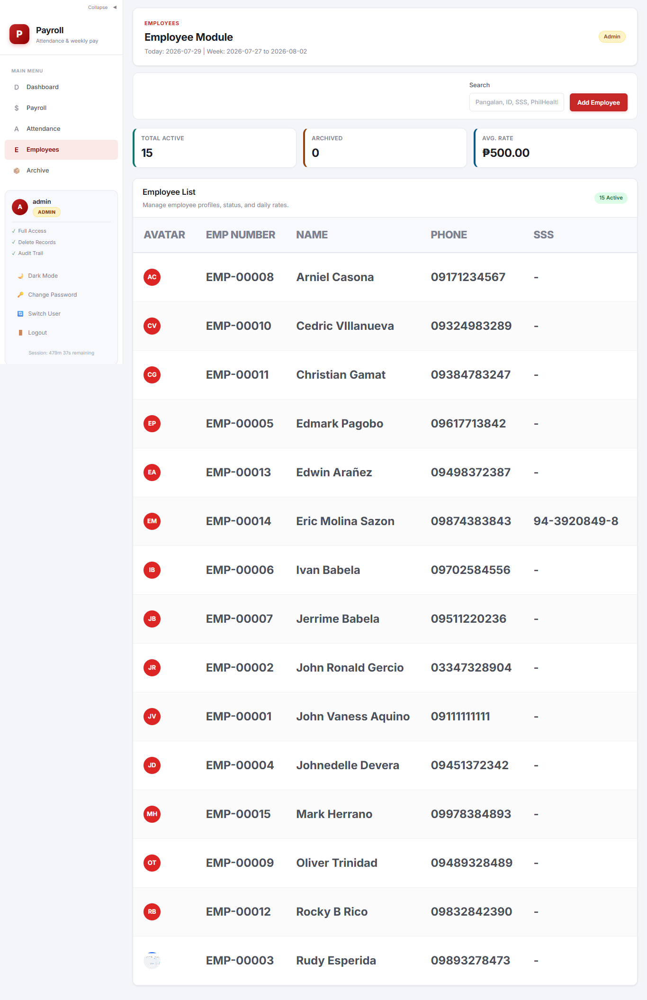 Collapse ◀
P
Payroll
Attendance & weekly pay
MAIN MENU
D Dashboard
$ Payroll
A Attendance
E Employees
Archive
A
admin
ADMIN
✓ Full Access
✓ Delete Records
✓ Audit Trail
Dark Mode
Change Password
Switch User
Logout
Session: 479m 37s remaining
EMPLOYEES
Employee Module
Today: 2026-07-29 | Week: 2026-07-27 to 2026-08-02
Admin
Search
Pangalan, ID, SSS, PhilHealt
Add Employee
TOTAL ACTIVE
15
ARCHIVED
0
AVG. RATE
₱500.00
Employee List
Manage employee profiles, status, and daily rates.
15 Active
AVATAR EMP NUMBER NAME PHONE SSS
AC EMP-00008 Arniel Casona 09171234567 -
CV EMP-00010 Cedric VIllanueva 09324983289 -
CG EMP-00011 Christian Gamat 09384783247 -
EP EMP-00005 Edmark Pagobo 09617713842 -
EA EMP-00013 Edwin Arañez 09498372387 -
EM EMP-00014 Eric Molina Sazon 09874383843 94-3920849-8
IB EMP-00006 Ivan Babela 09702584556 -
JB EMP-00007 Jerrime Babela 09511220236 -
JR EMP-00002 John Ronald Gercio 03347328904 -
JV EMP-00001 John Vaness Aquino 09111111111 -
JD EMP-00004 Johnedelle Devera 09451372342 -
MH EMP-00015 Mark Herrano 09978384893 -
OT EMP-00009 Oliver Trinidad 09489328489 -
RB EMP-00012 Rocky B Rico 09832842390 -
EMP-00003 Rudy Esperida 09893278473 -